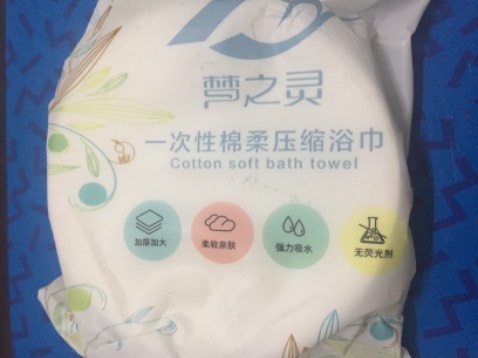 梦之灵
一次性棉柔压缩浴巾
Cotton soft bath towel
加厚加大
柔软亲肤
强力吸水
无荧光剂